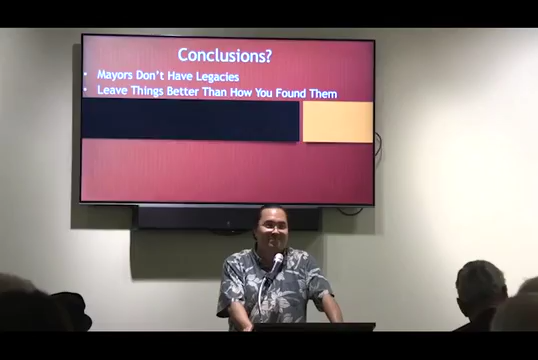 Conclusions?
• Mayors Don't Have Legacies
• Leave Things Better Than How You Found Them